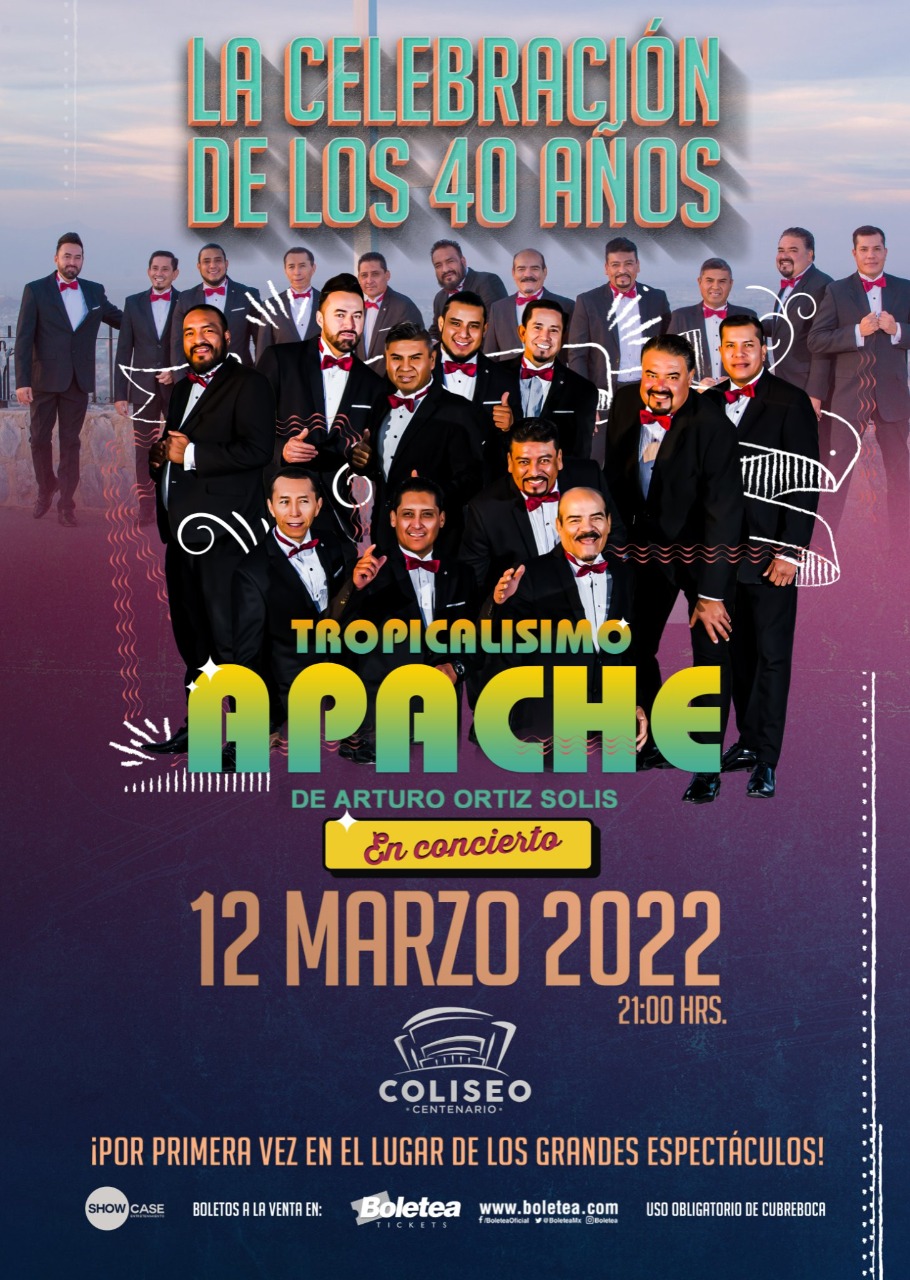 LA CELEBRACIÓN
DE LOS 40 AÑOS
TROPICALISIMO
APACHE
DE ARTURO ORTIZ SOLIS
En concierto
12 MARZO 2022
21:00 HRS.
COLISEO
•CENTENARIO•
¡POR PRIMERA VEZ EN EL LUGAR DE LOS GRANDES ESPECTÁCULOS!
SHOWCASE
ENTRETENIMIENTO
BOLETOS A LA VENTA EN:
Boletea
TICKETS
www.boletea.com
/BoleteaOficial @BoleteaMx Boletea
USO OBLIGATORIO DE CUBREBOCA